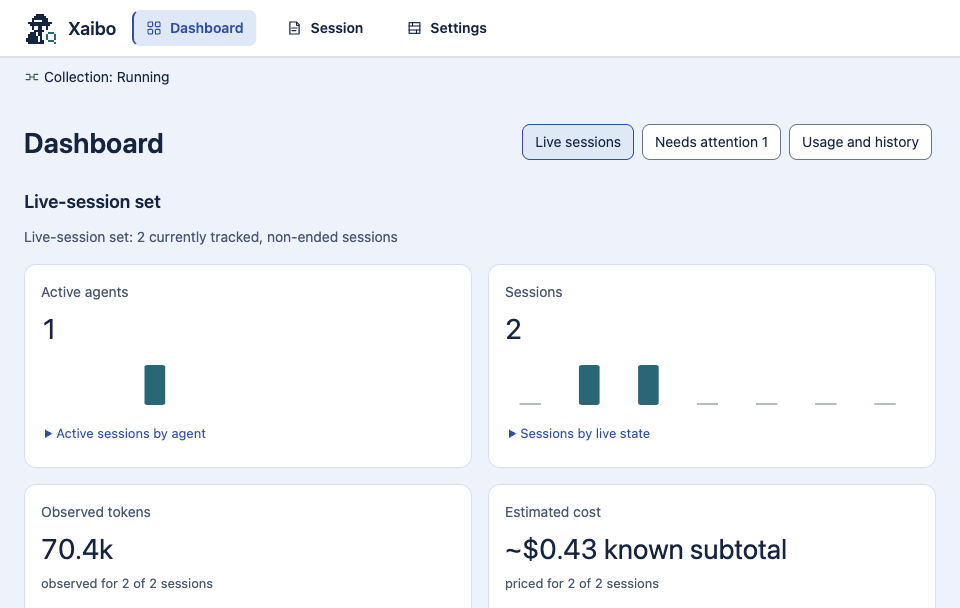 Xaibo
Dashboard
Session
Settings
Collection: Running
Dashboard
Live sessions
Needs attention 1
Usage and history
Live-session set
Live-session set: 2 currently tracked, non-ended sessions
Active agents
1
Active sessions by agent
Sessions
2
Sessions by live state
Observed tokens
70.4k
observed for 2 of 2 sessions
Estimated cost
~$0.43 known subtotal
priced for 2 of 2 sessions